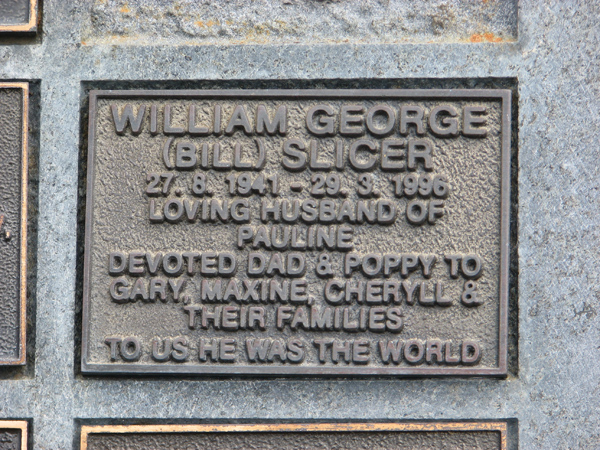 WILLIAM GEORGE
(BILL) SLICER
27. 8. 1941 - 29. 3. 1996
LOVING HUSBAND OF
PAULINE
DEVOTED DAD & POPPY TO
GARY, MAXINE, CHERYLL &
THEIR FAMILIES
TO US HE WAS THE WORLD